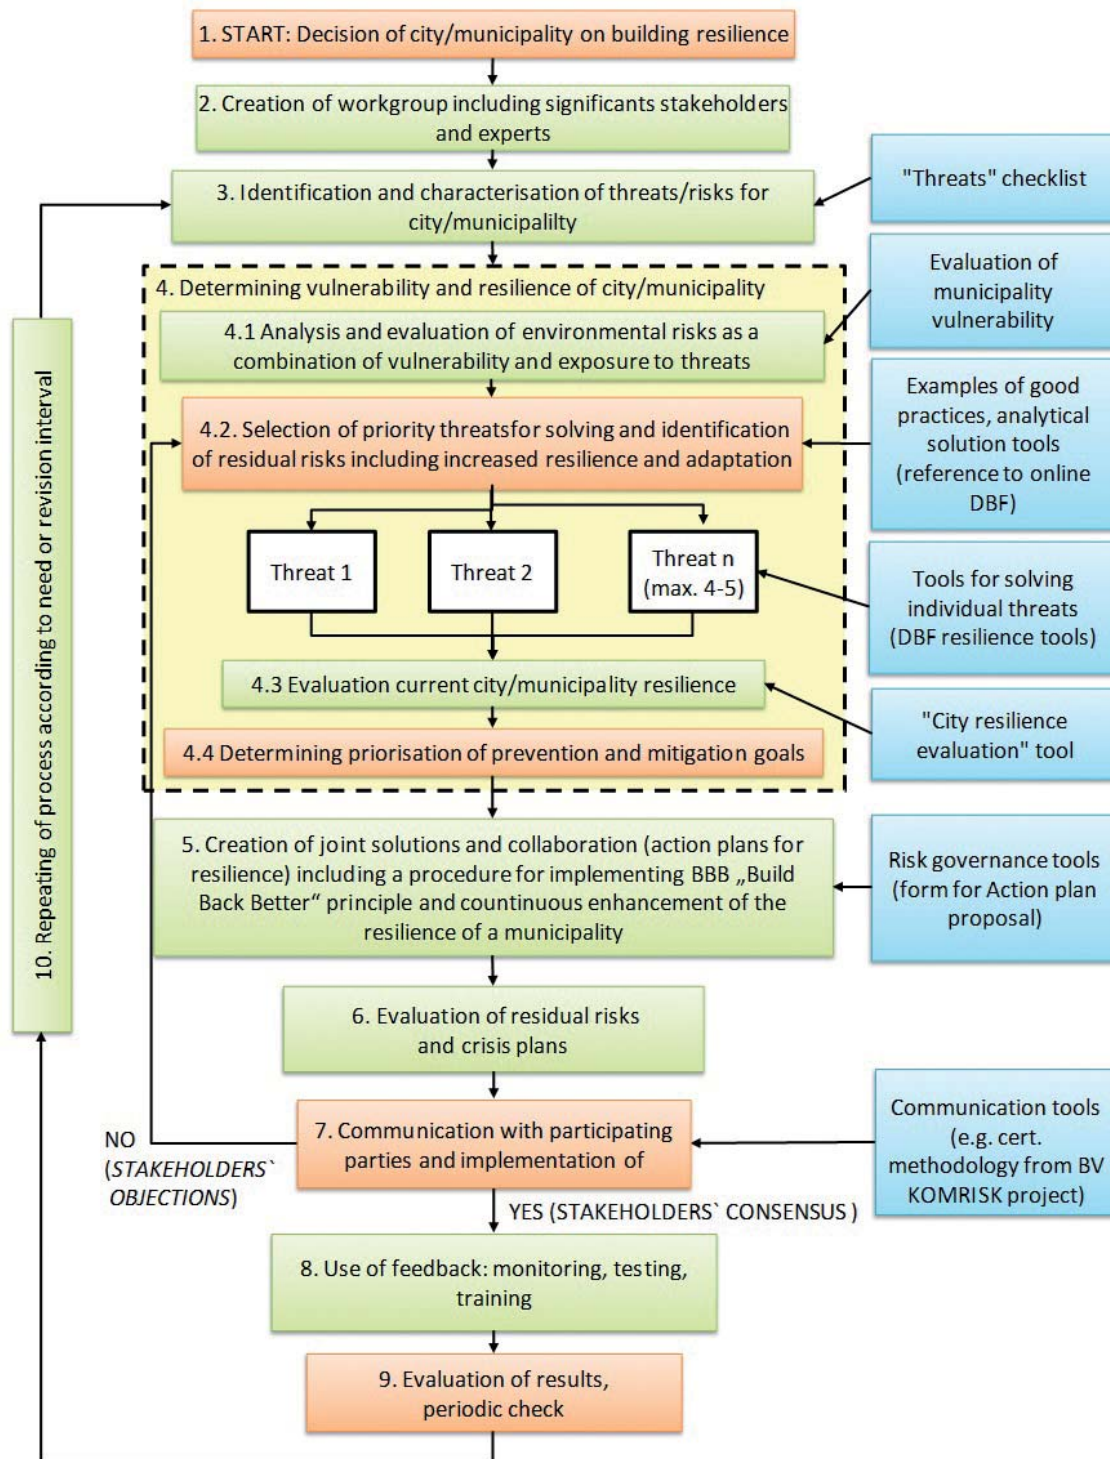 1. START: Decision of city/municipality on building resilience
2. Creation of workgroup including significants stakeholders
and experts
3. Identification and characterisation of threats/risks for
city/municipalilty
"Threats" checklist
4. Determining vulnerability and resilience of city/municipality
4.1 Analysis and evaluation of environmental risks as a
combination of vulnerability and exposure to threats
Evaluation of
municipality
vulnerability
4.2. Selection of priority threatsfor solving and identification
of residual risks including increased resilience and adaptation
Examples of good
practices, analytical
solution tools
(reference to online
DBF)
Threat 1
Threat 2
Threat n
(max. 4-5)
Tools for solving
individual threats
(DBF resilience tools)
4.3 Evaluation current city/municipality resilience
"City resilience
evaluation" tool
4.4 Determining priorisation of prevention and mitigation goals
5. Creation of joint solutions and collaboration (action plans for
resilience) including a procedure for implementing BBB „Build
Back Better“ principle and countinuous enhancement of the
resilience of a municipality
Risk governance tools
(form for Action plan
proposal)
6. Evaluation of residual risks
and crisis plans
7. Communication with participating
parties and implementation of
Communication tools
(e.g. cert.
methodology from BV
KOMRISK project)
NO
(STAKEHOLDERS`
OBJECTIONS)
YES (STAKEHOLDERS` CONSENSUS )
8. Use of feedback: monitoring, testing,
training
9. Evaluation of results,
periodic check
10. Repeating of process according to need or revision interval